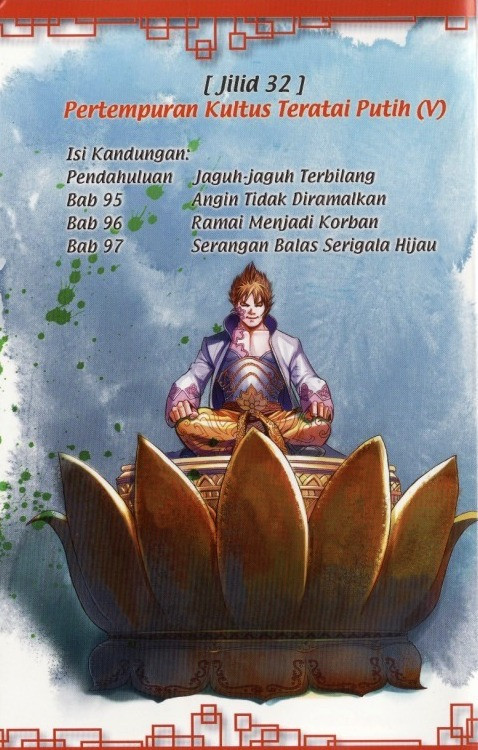 [ Jilid 32 ]
Pertempuran Kultus Teratai Putih (V)
Isi Kandungan:
Pendahuluan Jaguh-jaguh Terbilang
Bab 95 Angin Tidak Diramalkan
Bab 96 Ramai Menjadi Korban
Bab 97 Serangan Balas Serigala Hijau